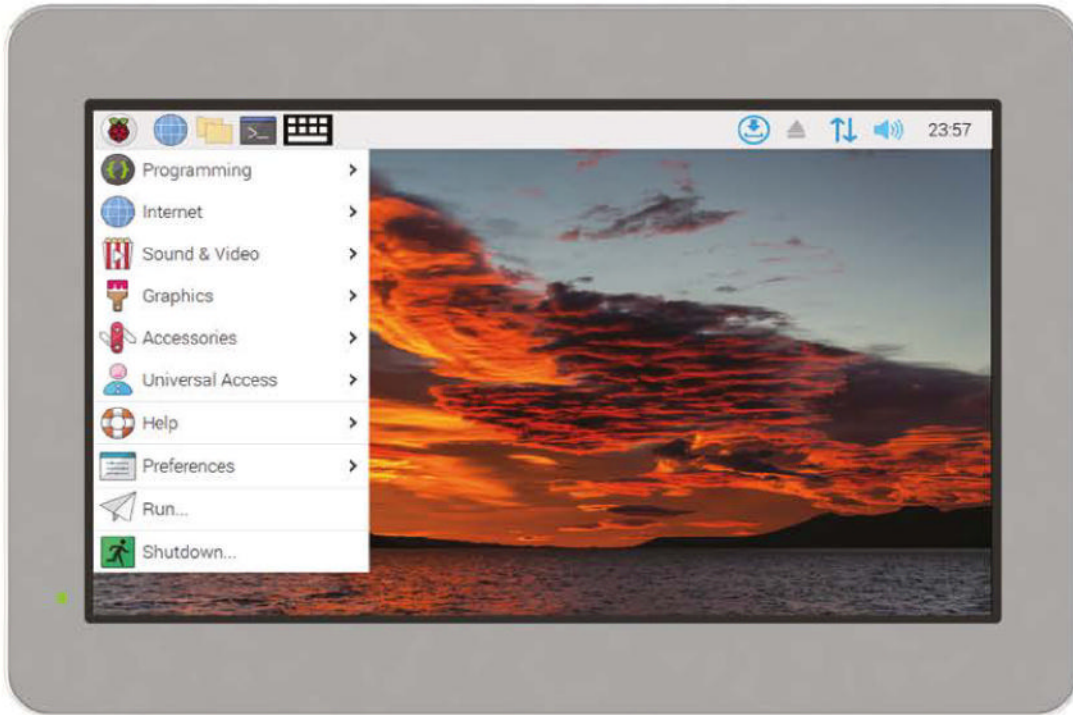 23:57
Programming
Internet
Sound & Video
Graphics
Accessories
Universal Access
Help
Preferences
Run...
Shutdown...